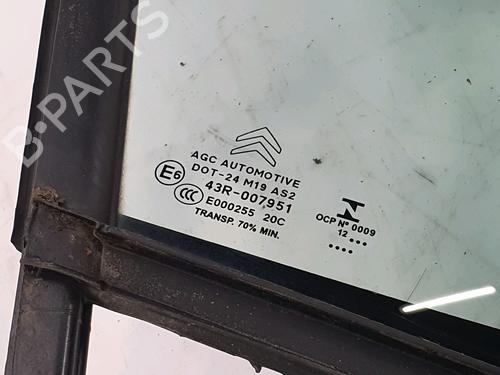 B-PARTS
AGC AUTOMOTIVE
DOT-24 M19 AS2
43R-007951
E6
CCC E000255 20C
TRANSP. 70% MIN.
OCP Nº 0009
12